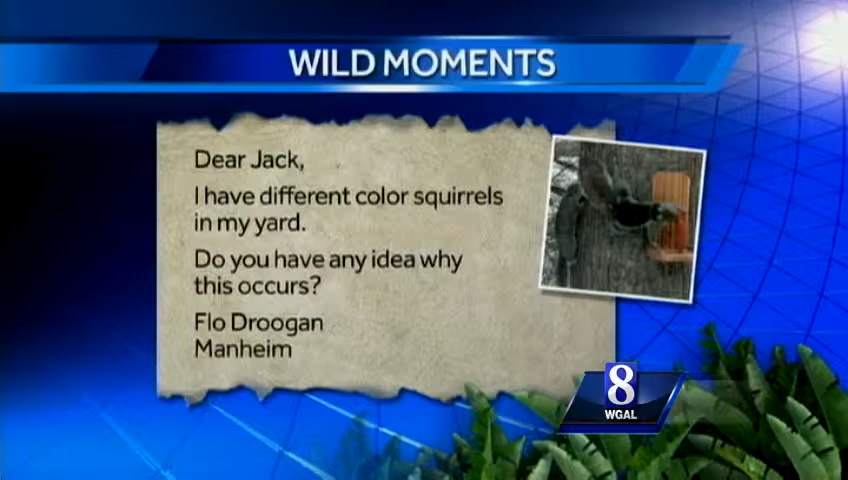 WILD MOMENTS
Dear Jack,
I have different color squirrels
in my yard.
Do you have any idea why
this occurs?
Flo Droogan
Manheim
8
WGAL